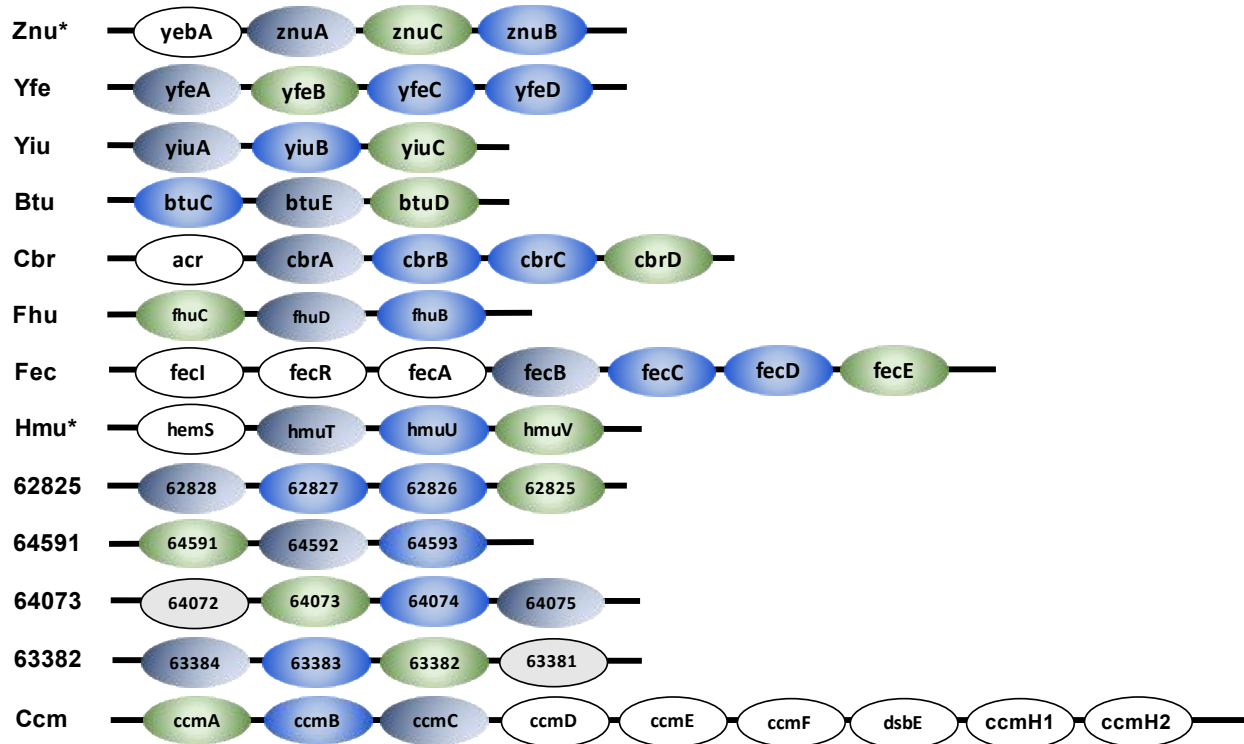 Znu* yebA znuA znuC znuB
Yfe yfeA yfeB yfeC yfeD
Yiu yiuA yiuB yiuC
Btu btuC btuE btuD
Cbr acr cbrA cbrB cbrC cbrD
Fhu fhuC fhuD fhuB
Fec fecI fecR fecA fecB fecC fecD fecE
Hmu* hemS hmuT hmuU hmuV
62825 62828 62827 62826 62825
64591 64591 64592 64593
64073 64072 64073 64074 64075
63382 63384 63383 63382 63381
Ccm ccmA ccmB ccmC ccmD ccmE ccmF dsbE ccmH1 ccmH2